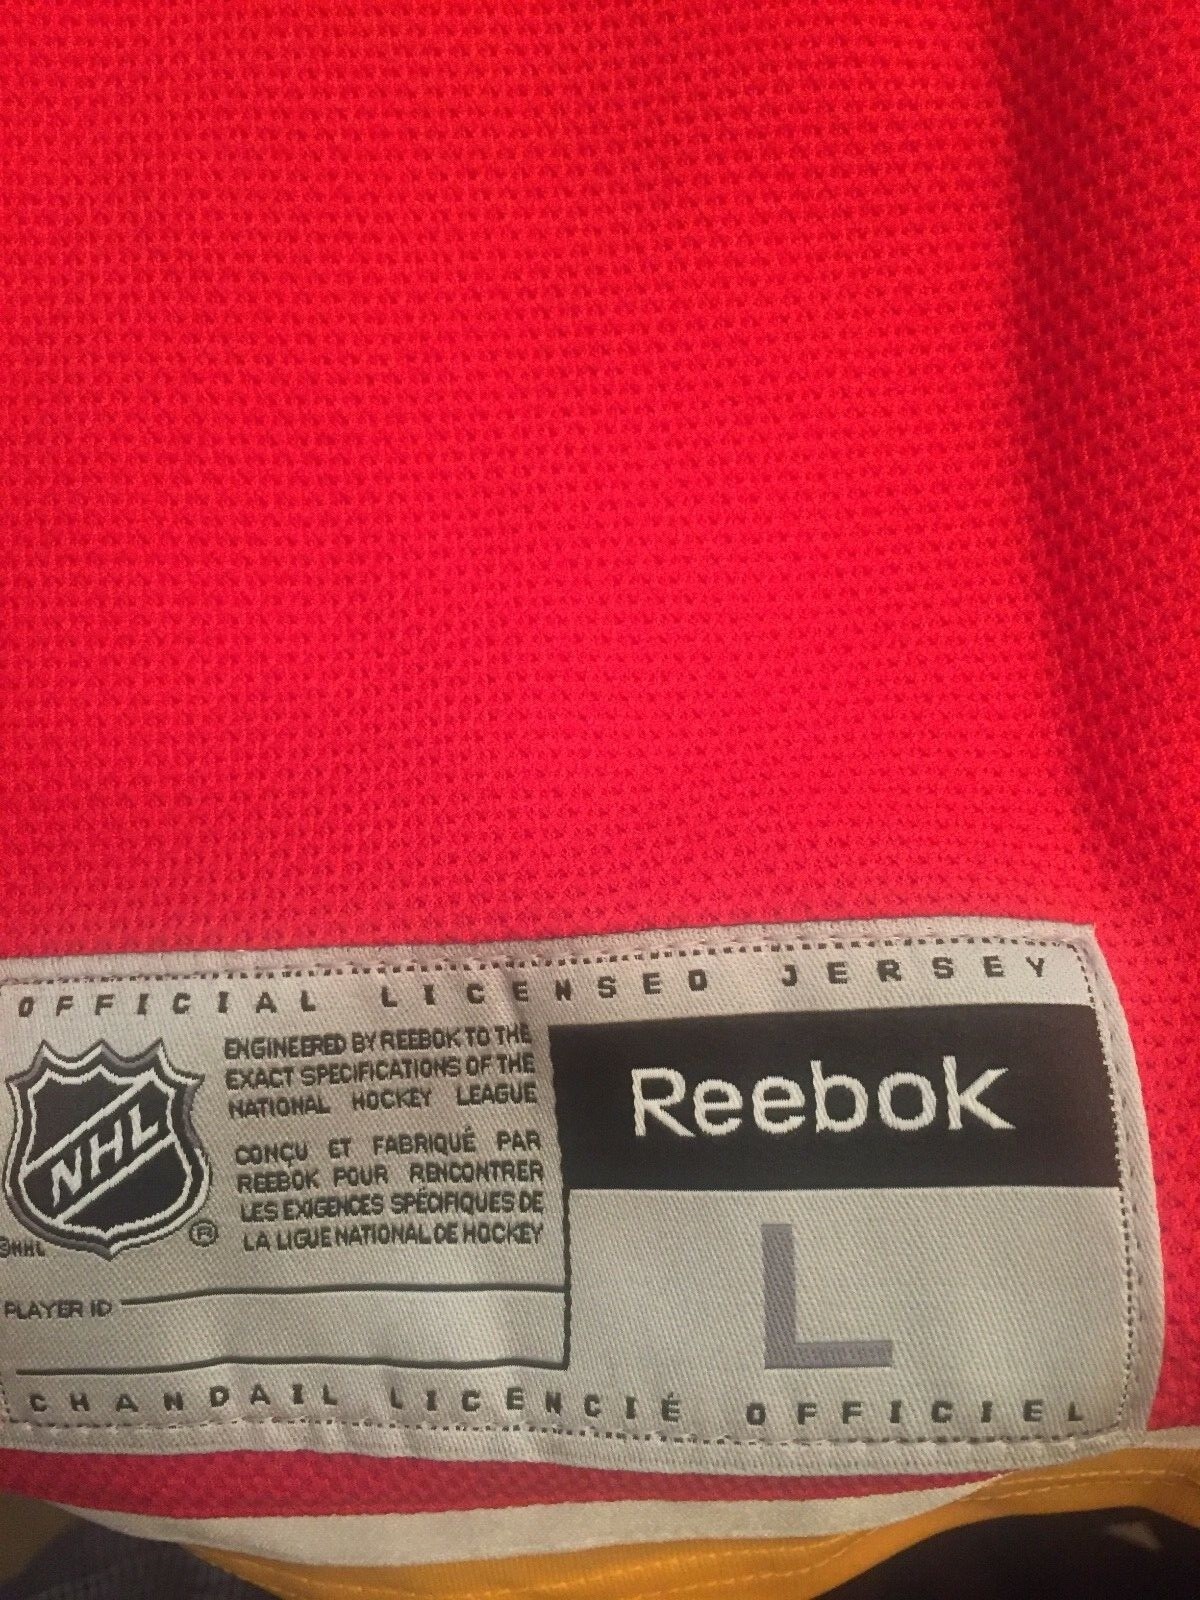 OFFICIAL LICENSED JERSEY
NHL
®
©NHL
ENGINEERED BY REEBOK TO THE
EXACT SPECIFICATIONS OF THE
NATIONAL HOCKEY LEAGUE
CONÇU ET FABRIQUÉ PAR
REEBOK POUR RENCONTRER
LES EXIGENCES SPÉCIFIQUES DE
LA LIGUE NATIONAL DE HOCKEY
Reebok
L
PLAYER ID
CHANDAIL LICENCIÉ OFFICIEL